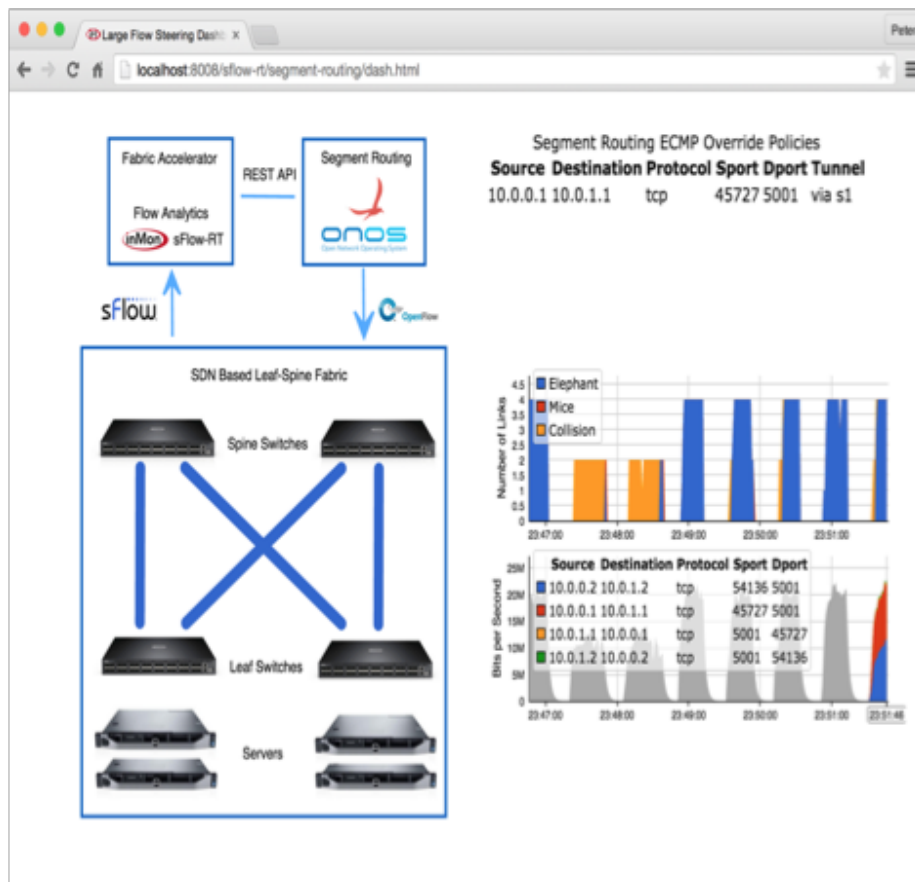 Large Flow Steering Dash
Peter
localhost:8008/sflow-rt/segment-routing/dash.html
Fabric Accelerator
Flow Analytics
inMon sFlow-RT
REST API
Segment Routing
onos
Open Network Operating System
sFlow
OpenFlow
SDN Based Leaf-Spine Fabric
Spine Switches
Leaf Switches
Servers
Segment Routing ECMP Override Policies
Source Destination Protocol Sport Dport Tunnel
10.0.0.1 10.0.1.1 tcp 45727 5001 via s1
Number of Links
4.5
4
3.5
3
2.5
2
1.5
1
0.5
0
Elephant
Mice
Collision
23:47:00 23:48:00 23:49:00 23:50:00 23:51:00
Bits per Second
25M
20M
15M
10M
5M
0
Source Destination Protocol Sport Dport
10.0.0.2 10.0.1.2 tcp 54136 5001
10.0.0.1 10.0.1.1 tcp 45727 5001
10.0.1.1 10.0.0.1 tcp 5001 45727
10.0.1.2 10.0.0.2 tcp 5001 54136
23:47:00 23:48:00 23:49:00 23:50:00 23:51:00 23:51:46